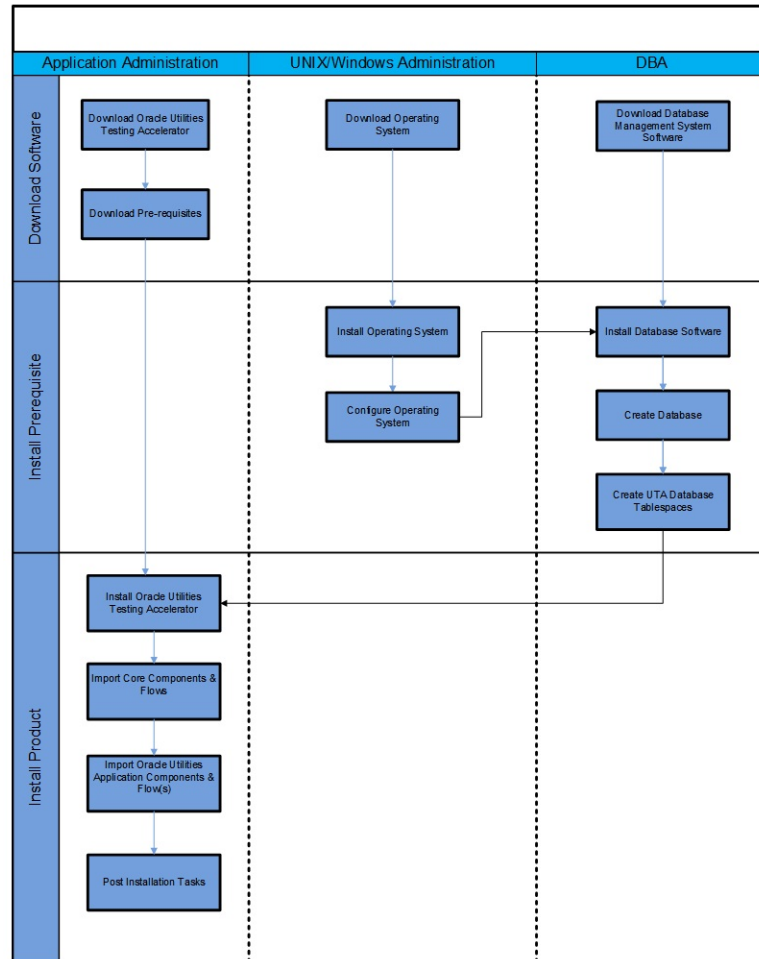 Application Administration
UNIX/Windows Administration
DBA
Download Software
Download Oracle Utilities
Testing Accelerator
Download Operating
System
Download Database
Management System
Software
Download Pre-requisites
Install Prerequisite
Install Operating System
Install Database Software
Configure Operating
System
Create Database
Create UTA Database
Tablespaces
Install Product
Install Oracle Utilities
Testing Accelerator
Import Core Components &
Flows
Import Oracle Utilities
Application Components &
Flow(s)
Post Installation Tasks